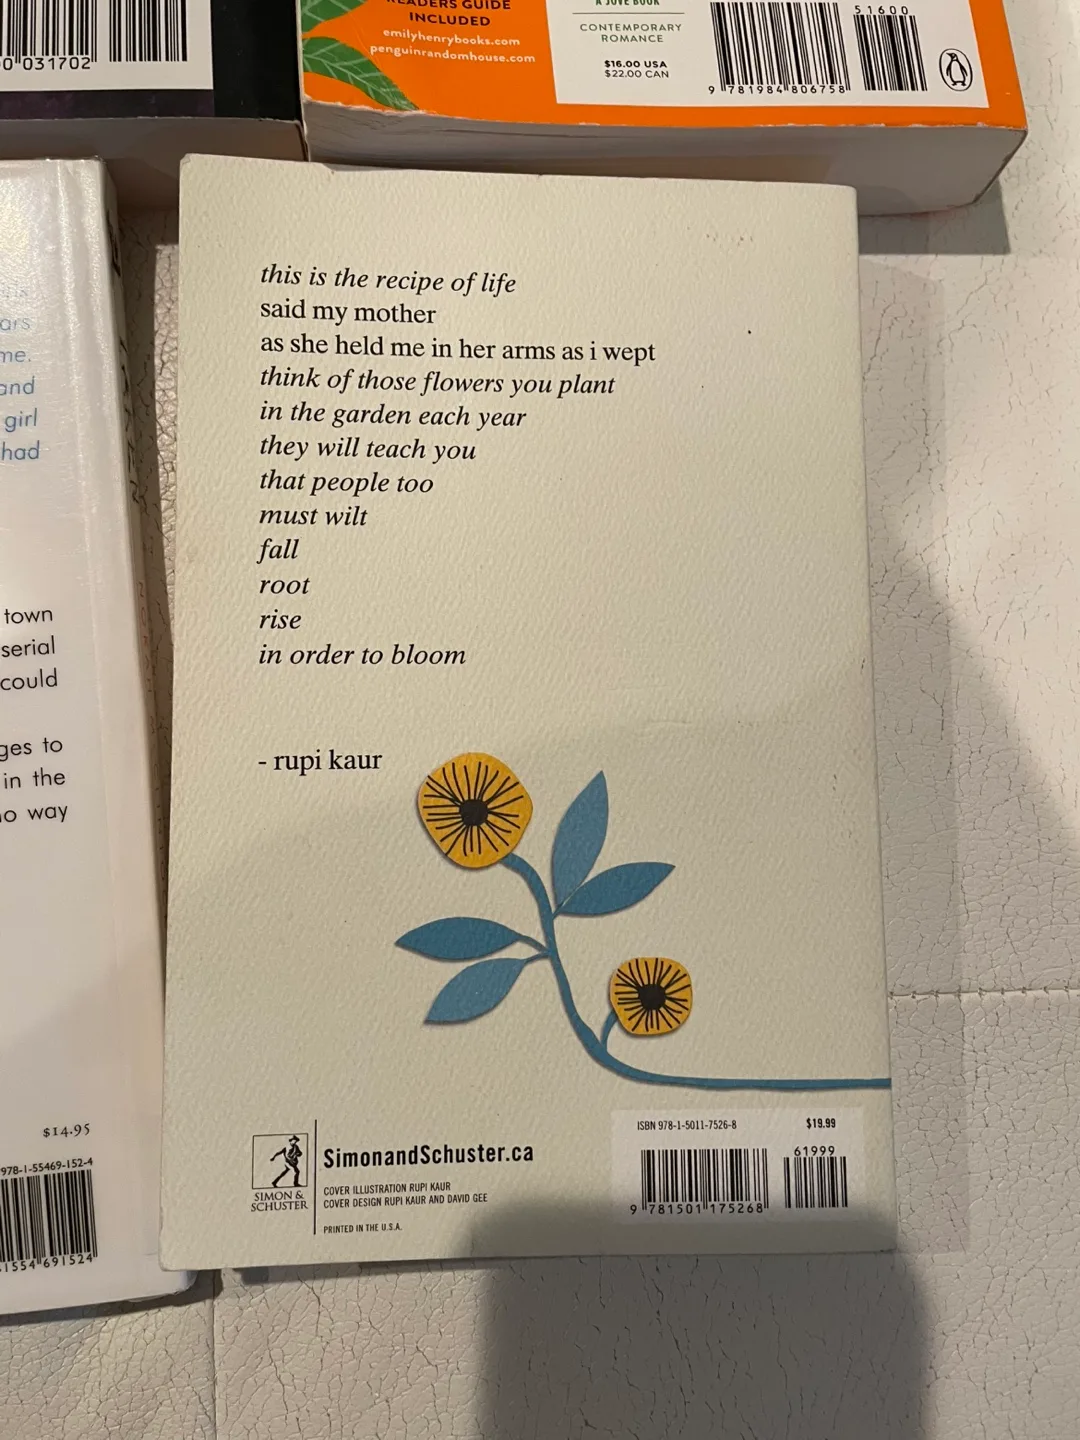 0 031702
READERS GUIDE
INCLUDED
emilyhenrybooks.com
penguinrandomhouse.com
A JOVE BOOK
CONTEMPORARY
ROMANCE
$16.00 USA
$22.00 CAN
51600
9 781984 806758
ars
me.
and
girl
had
town
serial
could
ges to
in the
way
$14.95
978-1-55469-152-4
1554 691524
this is the recipe of life
said my mother
as she held me in her arms as i wept
think of those flowers you plant
in the garden each year
they will teach you
that people too
must wilt
fall
root
rise
in order to bloom
- rupi kaur
SIMON &
SCHUSTER
SimonandSchuster.ca
COVER ILLUSTRATION RUPI KAUR
COVER DESIGN RUPI KAUR AND DAVID GEE
PRINTED IN THE U.S.A.
ISBN 978-1-5011-7526-8 $19.99
61999
9 781501 175268